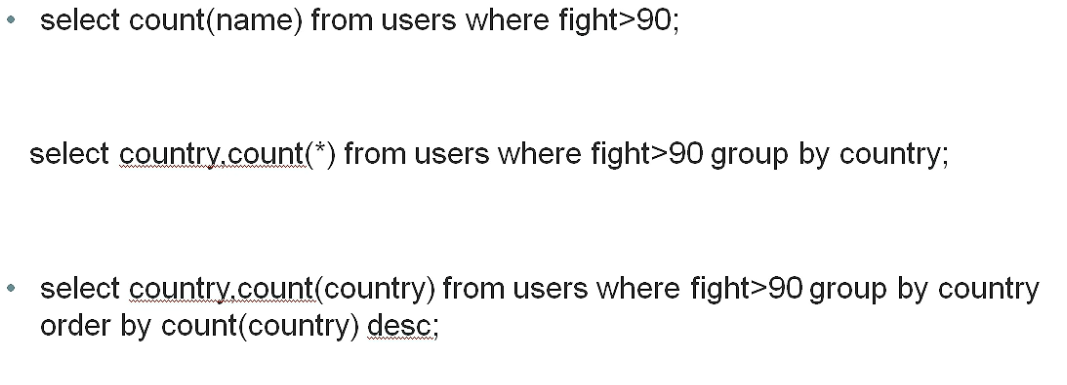 • select count(name) from users where fight>90;
select country,count(*) from users where fight>90 group by country;
• select country,count(country) from users where fight>90 group by country
order by count(country) desc;